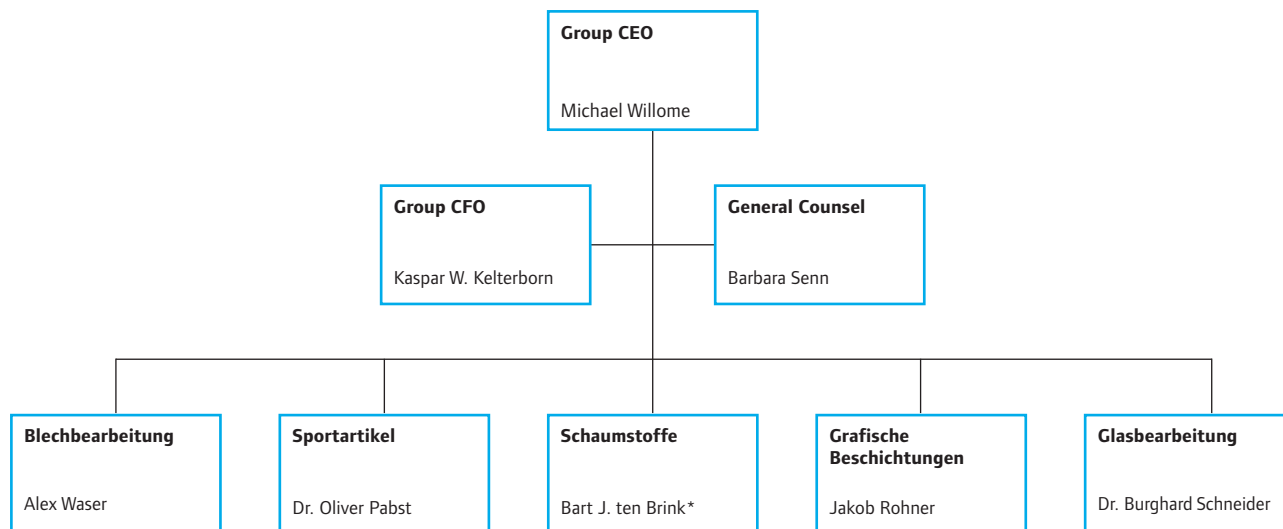 Group CEO
Michael Willome
Group CFO
Kaspar W. Kelterborn
General Counsel
Barbara Senn
Blechbearbeitung
Alex Waser
Sportartikel
Dr. Oliver Pabst
Schaumstoffe
Bart J. ten Brink*
Grafische
Beschichtungen
Jakob Rohner
Glasbearbeitung
Dr. Burghard Schneider